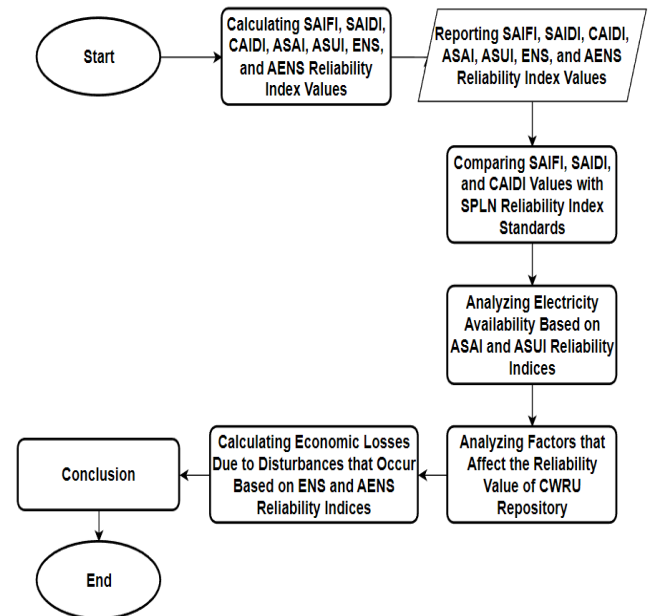 Start
Calculating SAIFI, SAIDI,
CAIDI, ASAI, ASUI, ENS,
and AENS Reliability
Index Values
Reporting SAIFI, SAIDI, CAIDI,
ASAI, ASUI, ENS, and AENS
Reliability Index Values
Comparing SAIFI, SAIDI,
and CAIDI Values with
SPLN Reliability Index
Standards
Analyzing Electricity
Availability Based on
ASAI and ASUI Reliability
Indices
Analyzing Factors that
Affect the Reliability
Value of CWRU
Repository
Calculating Economic Losses
Due to Disturbances that Occur
Based on ENS and AENS
Reliability Indices
Conclusion
End